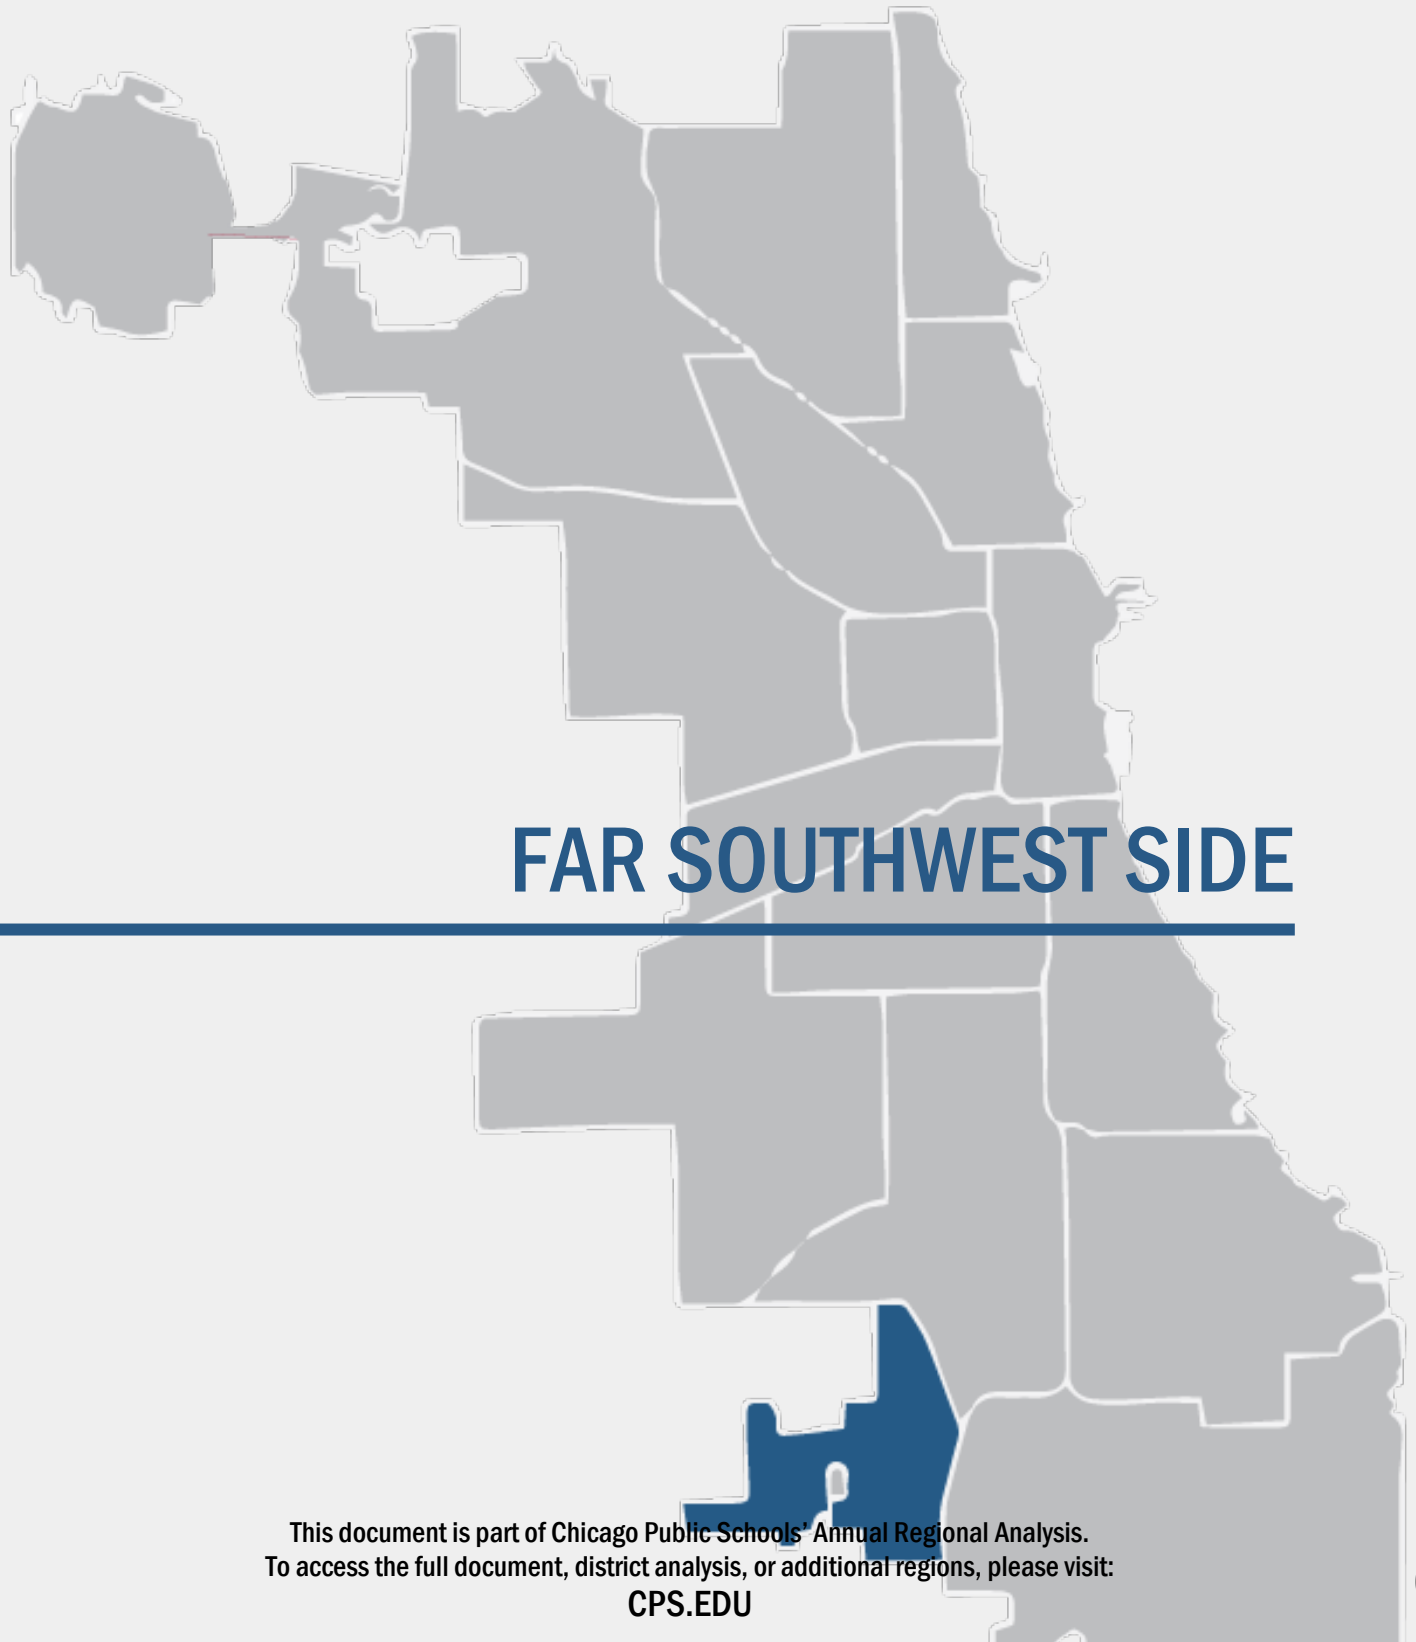 FAR SOUTHWEST SIDE
This document is part of Chicago Public Schools' Annual Regional Analysis.
To access the full document, district analysis, or additional regions, please visit:
CPS.EDU